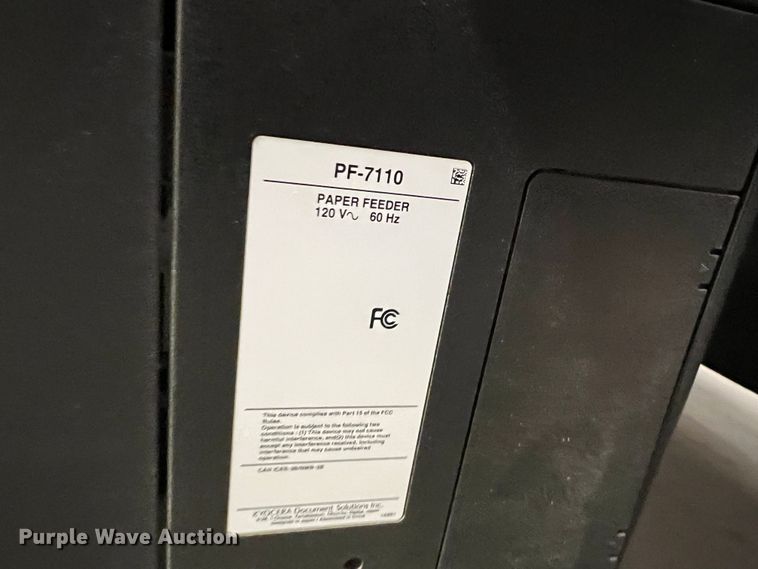 PF-7110
PAPER FEEDER
120 V~ 60 Hz
FC
This device complies with Part 15 of the FCC
Rules.
Operation is subject to the following two
conditions : (1) This device may not cause
harmful interference, and(2) this device must
accept any interference received, including
interference that may cause undesired
operation.
KYOCERA Document Solutions Inc.
Purple Wave Auction